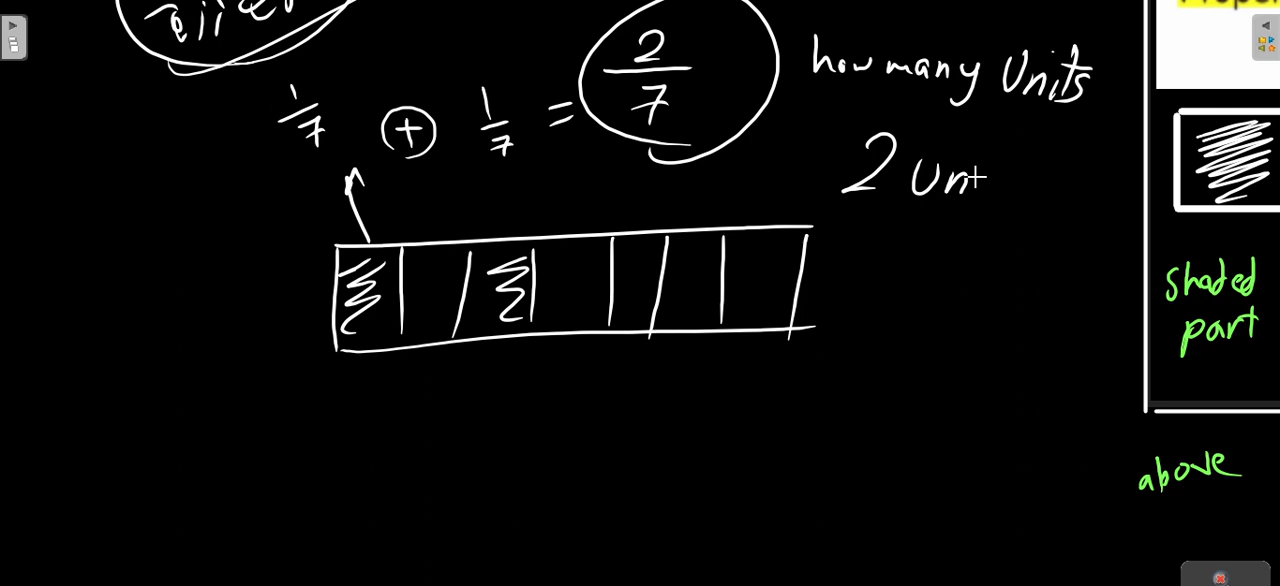 1/7 + 1/7 = 2/7
how many Units
2 Un
shaded
part
above